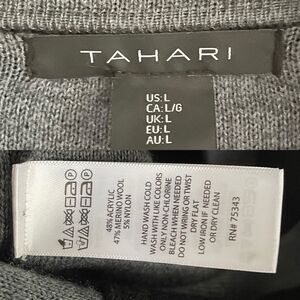 TAHARI
US:L
CA:L/G
UK:L
EU:L
AU:L
48% ACRYLIC
47% MERINO WOOL
5% NYLON
HAND WASH COLD
WASH WITH LIKE COLORS
ONLY NON-CHLORINE
BLEACH WHEN NEEDED
DO NOT WRING OR TWIST
DRY FLAT
LOW IRON IF NEEDED
OR DRY CLEAN
RN# 75343